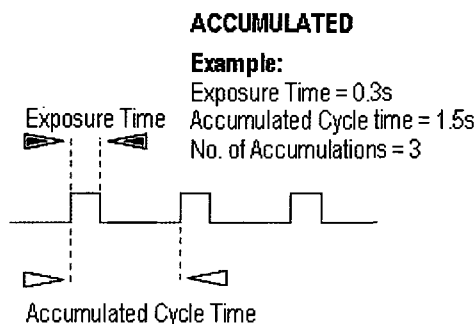 ACCUMULATED
Example:
Exposure Time = 0.3s
Accumulated Cycle time = 1.5s
No. of Accumulations = 3
Exposure Time
Accumulated Cycle Time